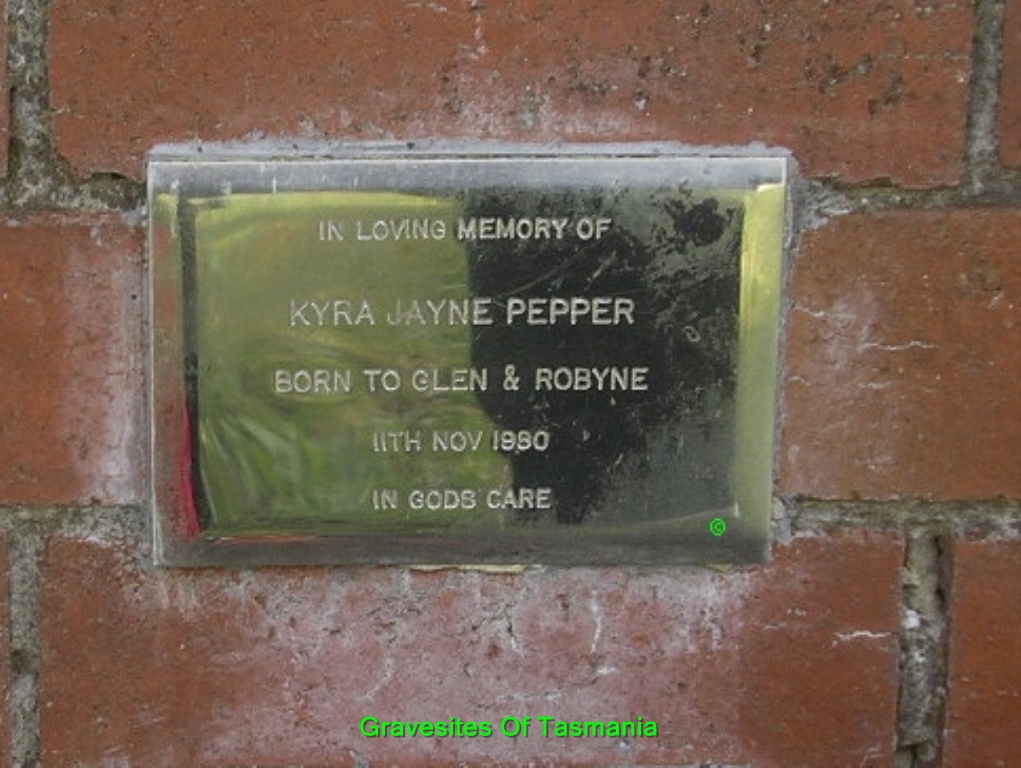 IN LOVING MEMORY OF
KYRA JAYNE PEPPER
BORN TO GLEN & ROBYNE
11TH NOV 1980
IN GODS CARE
©
Gravesites Of Tasmania